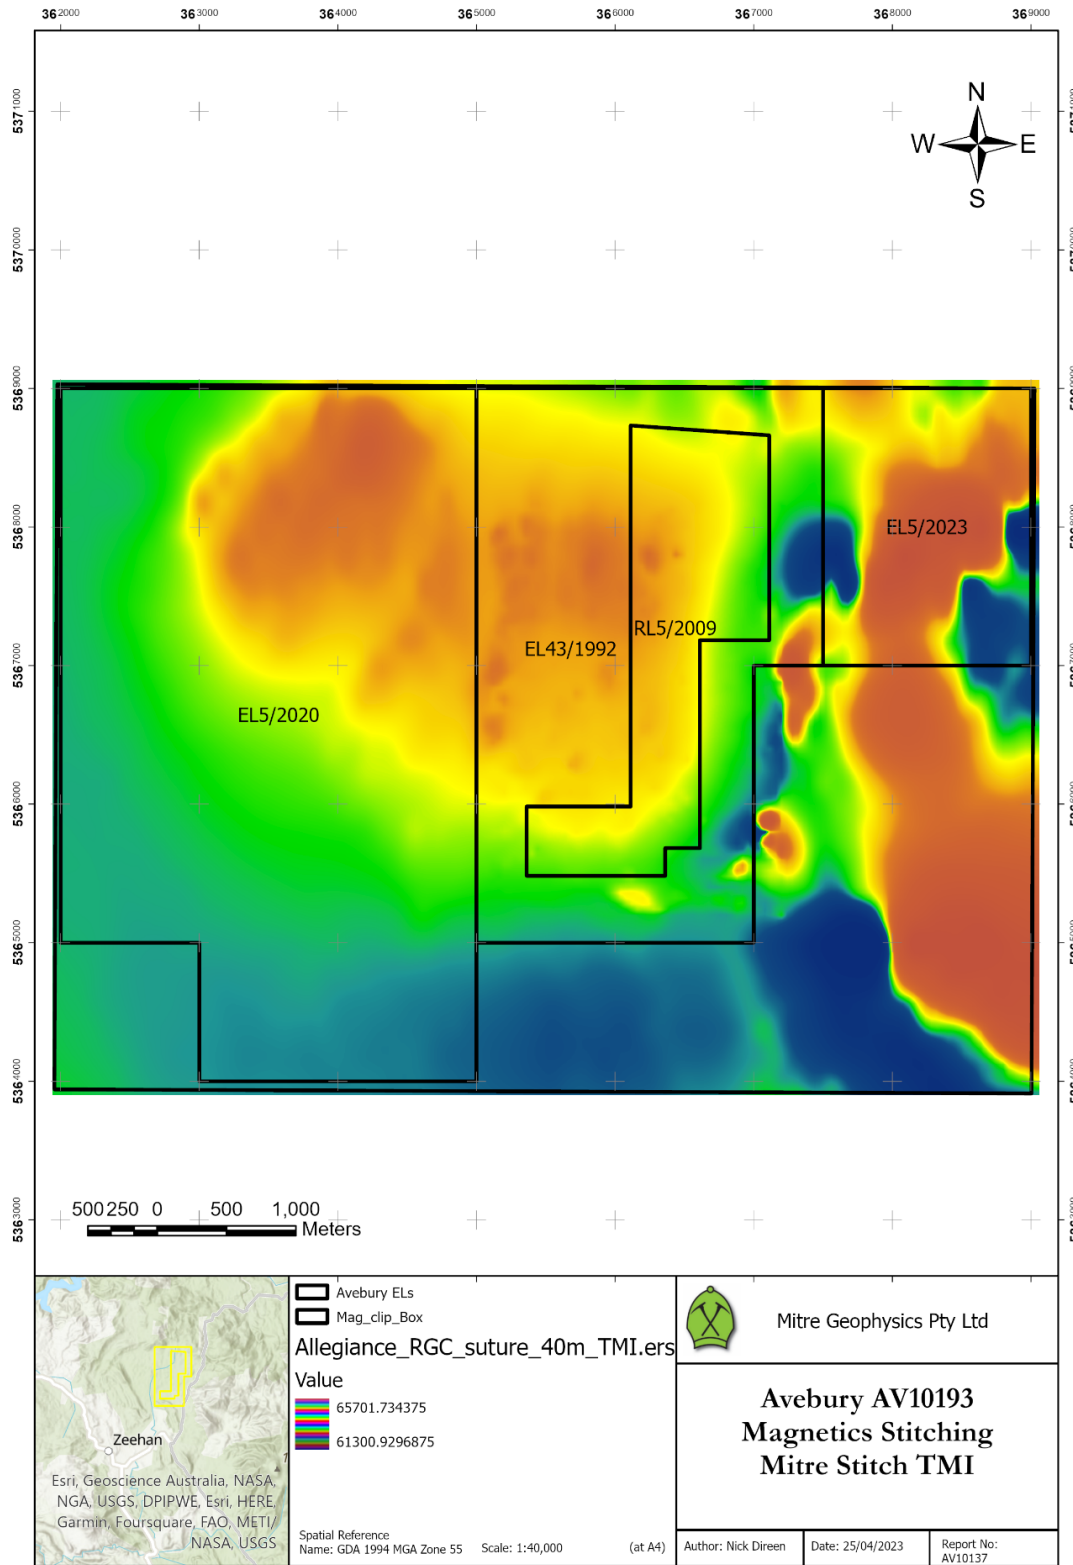 362000 363000 364000 365000 366000 367000 368000 369000
5371000
5370000
5369000
5368000
5367000
5366000
5365000
5364000
5363000
N
W E
S
EL5/2023
RL5/2009
EL43/1992
EL5/2020
500 250 0 500 1,000
Meters
Zeehan
Esri, Geoscience Australia, NASA,
NGA, USGS, DPIPWE, Esri, HERE,
Garmin, Foursquare, FAO, METI/
NASA, USGS
Avebury ELs
Mag_clip_Box
Allegiance_RGC_suture_40m_TMI.ers
Value
65701.734375
61300.9296875
Spatial Reference
Name: GDA 1994 MGA Zone 55 Scale: 1:40,000 (at A4)
Mitre Geophysics Pty Ltd
Avebury AV10193
Magnetics Stitching
Mitre Stitch TMI
Author: Nick Direen
Date: 25/04/2023
Report No:
AV10137